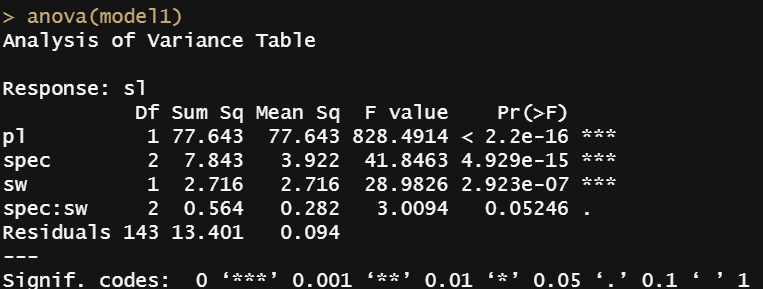 > anova(model1)
Analysis of Variance Table

Response: sl
           Df Sum Sq Mean Sq  F value    Pr(>F)
pl          1 77.643  77.643 828.4914 < 2.2e-16 ***
spec        2  7.843   3.922  41.8463 4.929e-15 ***
sw          1  2.716   2.716  28.9826 2.923e-07 ***
spec:sw     2  0.564   0.282   3.0094   0.05246 .
Residuals 143 13.401   0.094
---
Signif. codes:  0 ‘***’ 0.001 ‘**’ 0.01 ‘*’ 0.05 ‘.’ 0.1 ‘ ’ 1